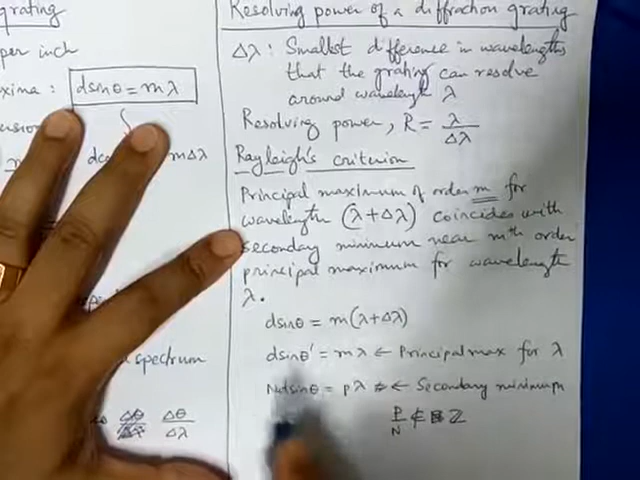 grating
per inch
xima : dsinθ = mλ
mΔλ
spectrum
Δθ/Δλ
Resolving power of a diffraction grating
Δλ : Smallest difference in wavelengths
that the grating can resolve
around wavelength λ
Resolving power, R = λ/Δλ
Rayleigh's criterion
Principal maximum of order m for
wavelength (λ+Δλ) coincides with
seconday minimum near mth order
principal maximum for wavelength
λ.
dsinθ = m(λ+Δλ)
dsinθ' = mλ ← Principal max for λ
Ndsinθ = pλ ← Secondary minimum
p/N ∉ Z